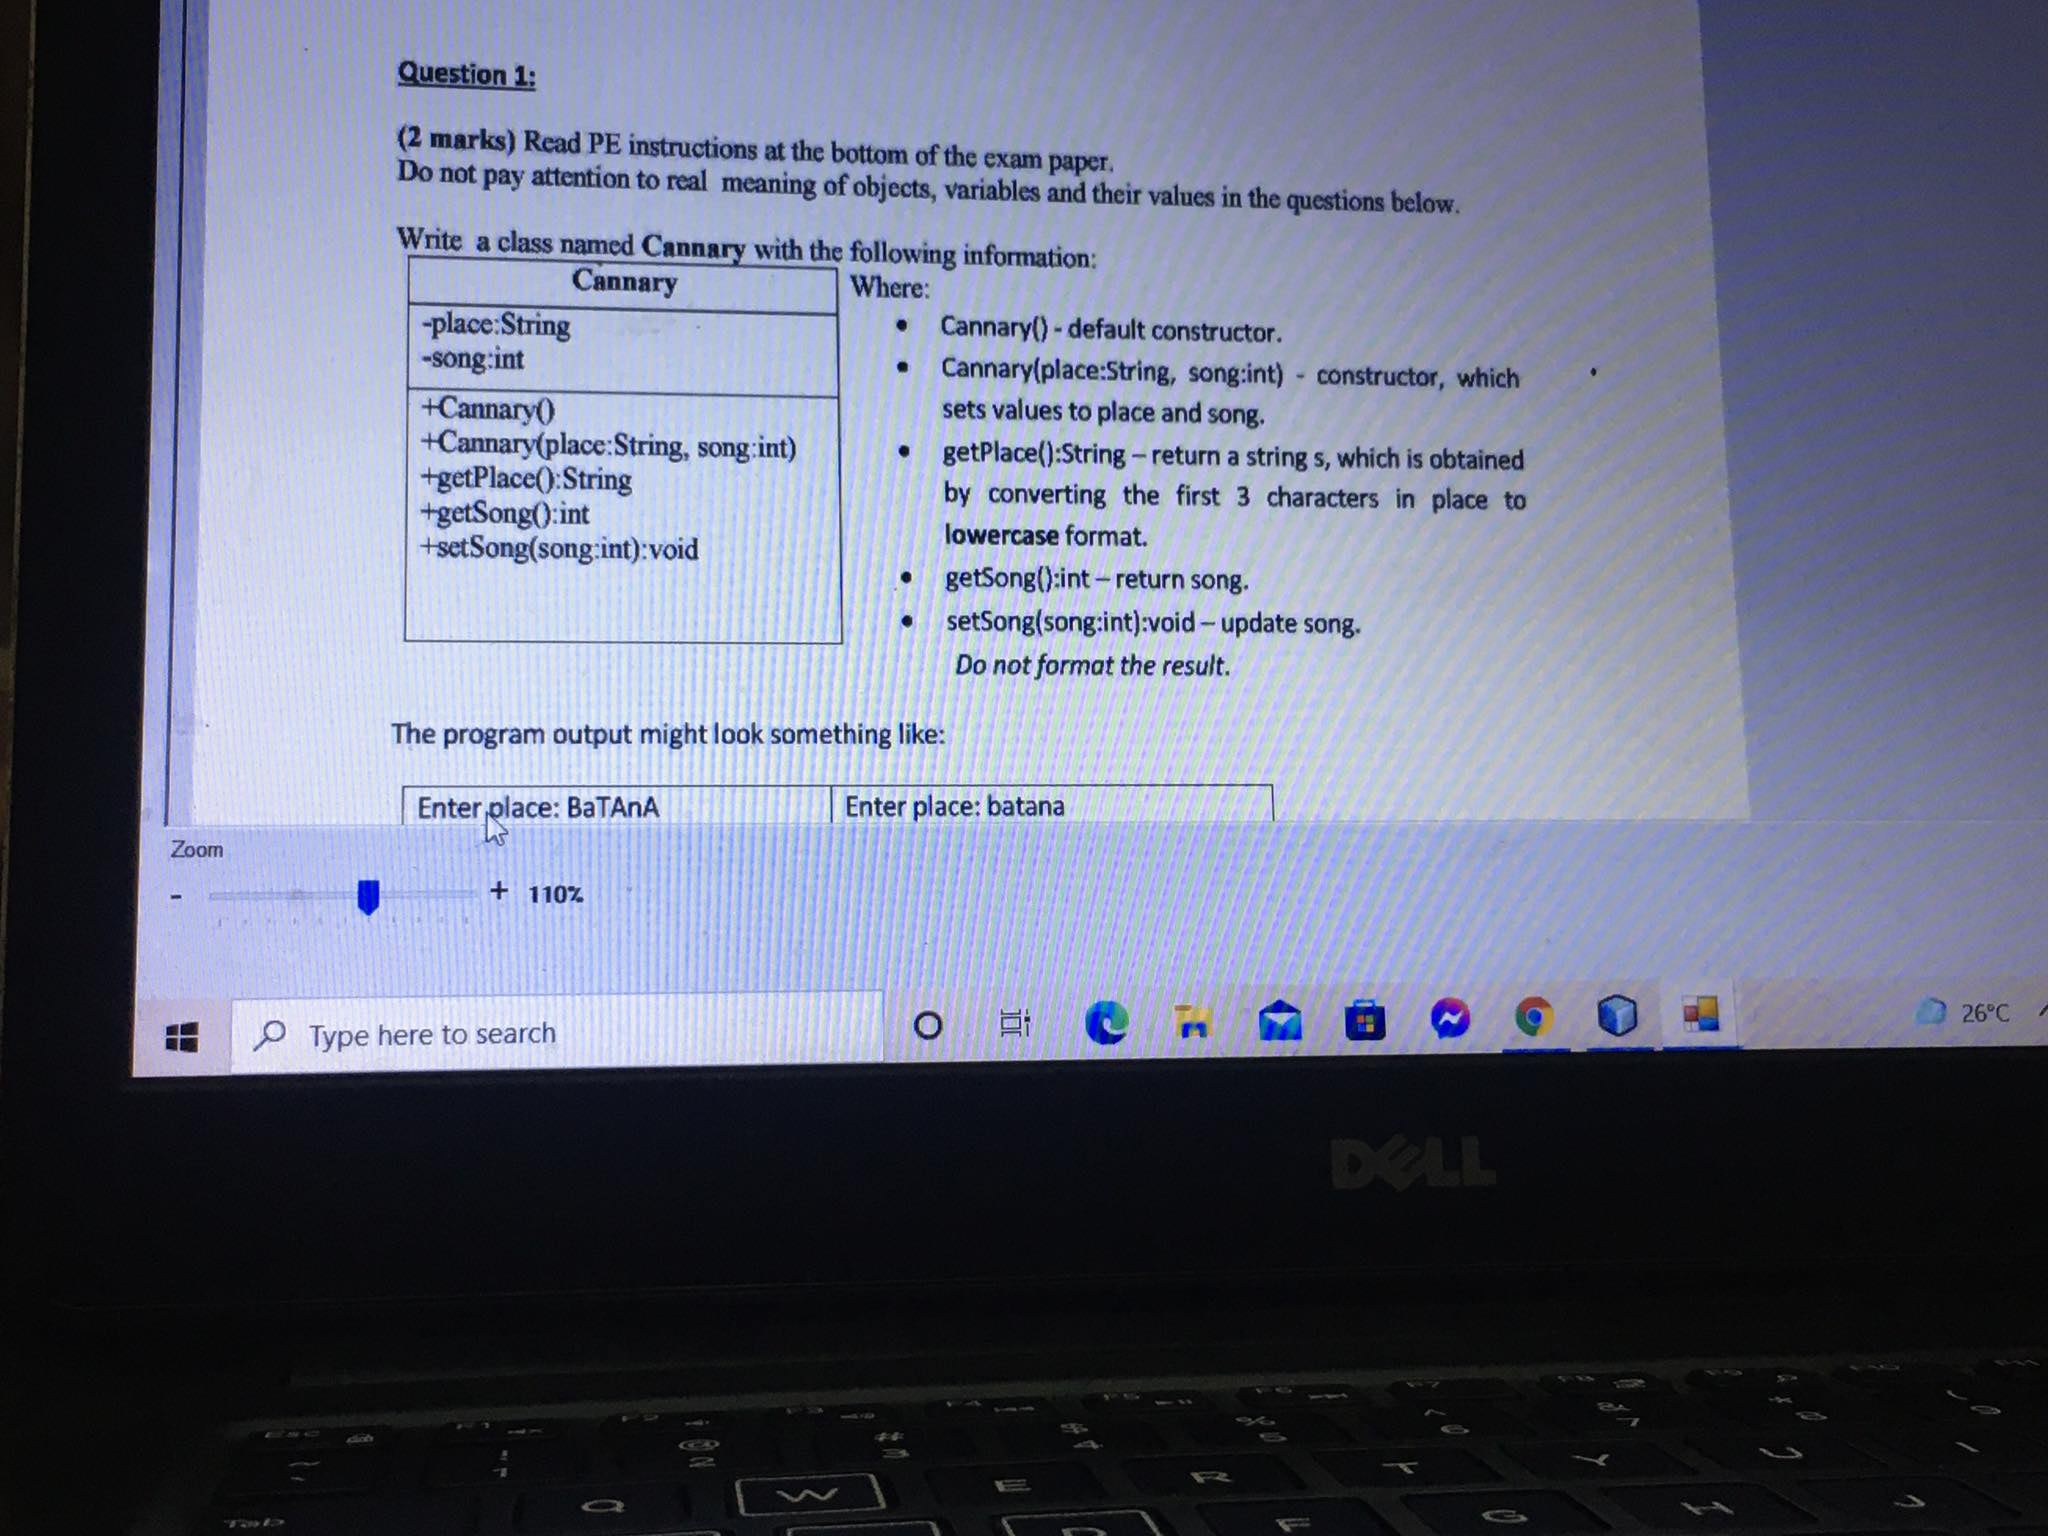 Question 1:
(2 marks) Read PE instructions at the bottom of the exam paper.
Do not pay attention to real meaning of objects, variables and their values in the questions below.
Write a class named Cannary with the following information:
Cannary
-place:String
-song:int
+Cannary()
+Cannary(place:String, song:int)
+getPlace():String
+getSong():int
+setSong(song:int):void
Where:
• Cannary() - default constructor.
• Cannary(place:String, song:int) - constructor, which
sets values to place and song.
• getPlace():String – return a string s, which is obtained
by converting the first 3 characters in place to
lowercase format.
• getSong():int – return song.
• setSong(song:int):void – update song.
Do not format the result.
The program output might look something like:
Enter place: BaTAnA
Enter place: batana
Zoom
- + 110%
Type here to search
26°C
DELL
Esc F1 F2 F3 F4 F5 F6 F7 F8 F9 F10 F11
~ ! 1 @ 2 # 3 $ 4 % 5 ^ 6 & 7 * 8 ( 9
Tab Q W E R T Y U I
D F G H J